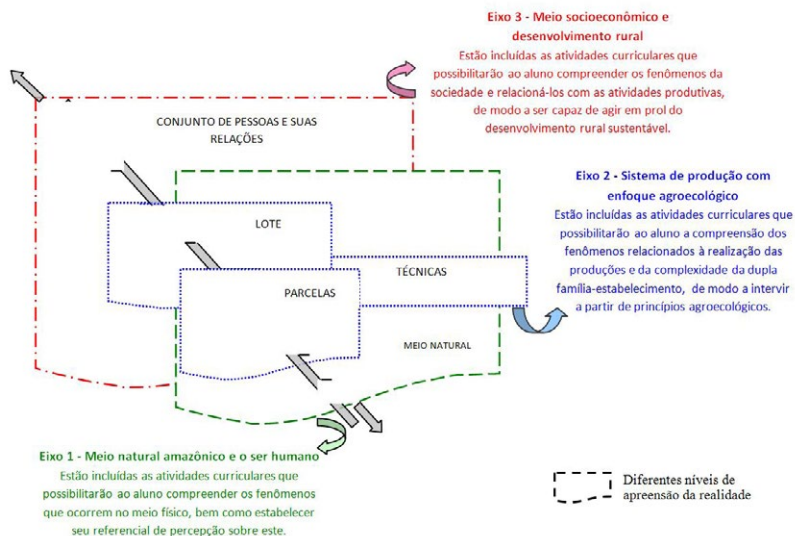 Eixo 3 - Meio socioeconômico e
desenvolvimento rural
Estão incluídas as atividades curriculares que
possibilitarão ao aluno compreender os fenômenos da
sociedade e relacioná-los com as atividades produtivas,
de modo a ser capaz de agir em prol do
desenvolvimento rural sustentável.
CONJUNTO DE PESSOAS E SUAS
RELAÇÕES
Eixo 2 - Sistema de produção com
enfoque agroecológico
Estão incluídas as atividades curriculares que
possibilitarão ao aluno a compreensão dos
fenômenos relacionados à realização das
produções e da complexidade da dupla
família-estabelecimento, de modo a intervir
a partir de princípios agroecológicos.
LOTE
TÉCNICAS
PARCELAS
MEIO NATURAL
Eixo 1 - Meio natural amazônico e o ser humano
Estão incluídas as atividades curriculares que
possibilitarão ao aluno compreender os fenômenos
que ocorrem no meio físico, bem como estabelecer
seu referencial de percepção sobre este.
Diferentes níveis de
apreensão da realidade